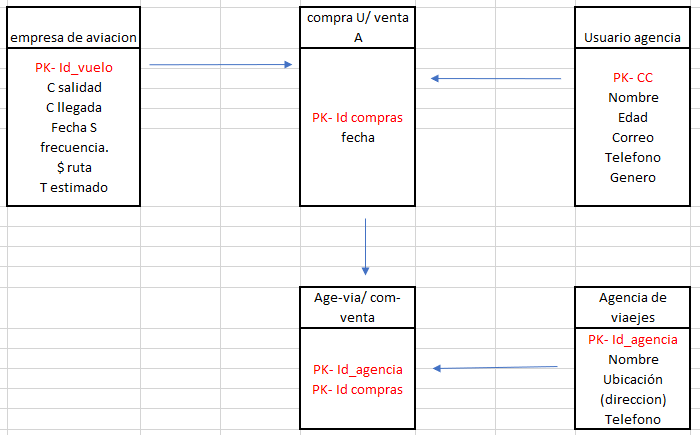 empresa de aviacion
PK- Id_vuelo
C salidad
C llegada
Fecha S
frecuencia.
$ ruta
T estimado
compra U/ venta
A
PK- Id compras
fecha
Usuario agencia
PK- CC
Nombre
Edad
Correo
Telefono
Genero
Age-via/ com-
venta
PK- Id_agencia
PK- Id compras
Agencia de
viaejes
PK- Id_agencia
Nombre
Ubicación
(direccion)
Telefono